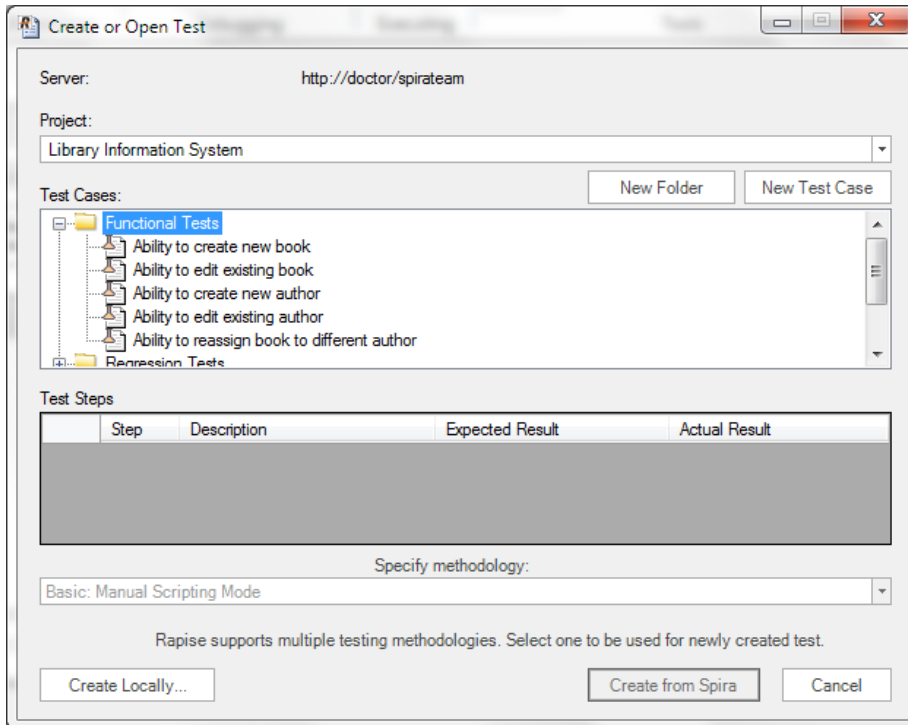 Create or Open Test
Server: http://doctor/spirateam
Project:
Library Information System
New Folder New Test Case
Test Cases:
Functional Tests
Ability to create new book
Ability to edit existing book
Ability to create new author
Ability to edit existing author
Ability to reassign book to different author
Regression Tests
Test Steps
Step Description Expected Result Actual Result
Specify methodology:
Basic: Manual Scripting Mode
Rapise supports multiple testing methodologies. Select one to be used for newly created test.
Create Locally... Create from Spira Cancel